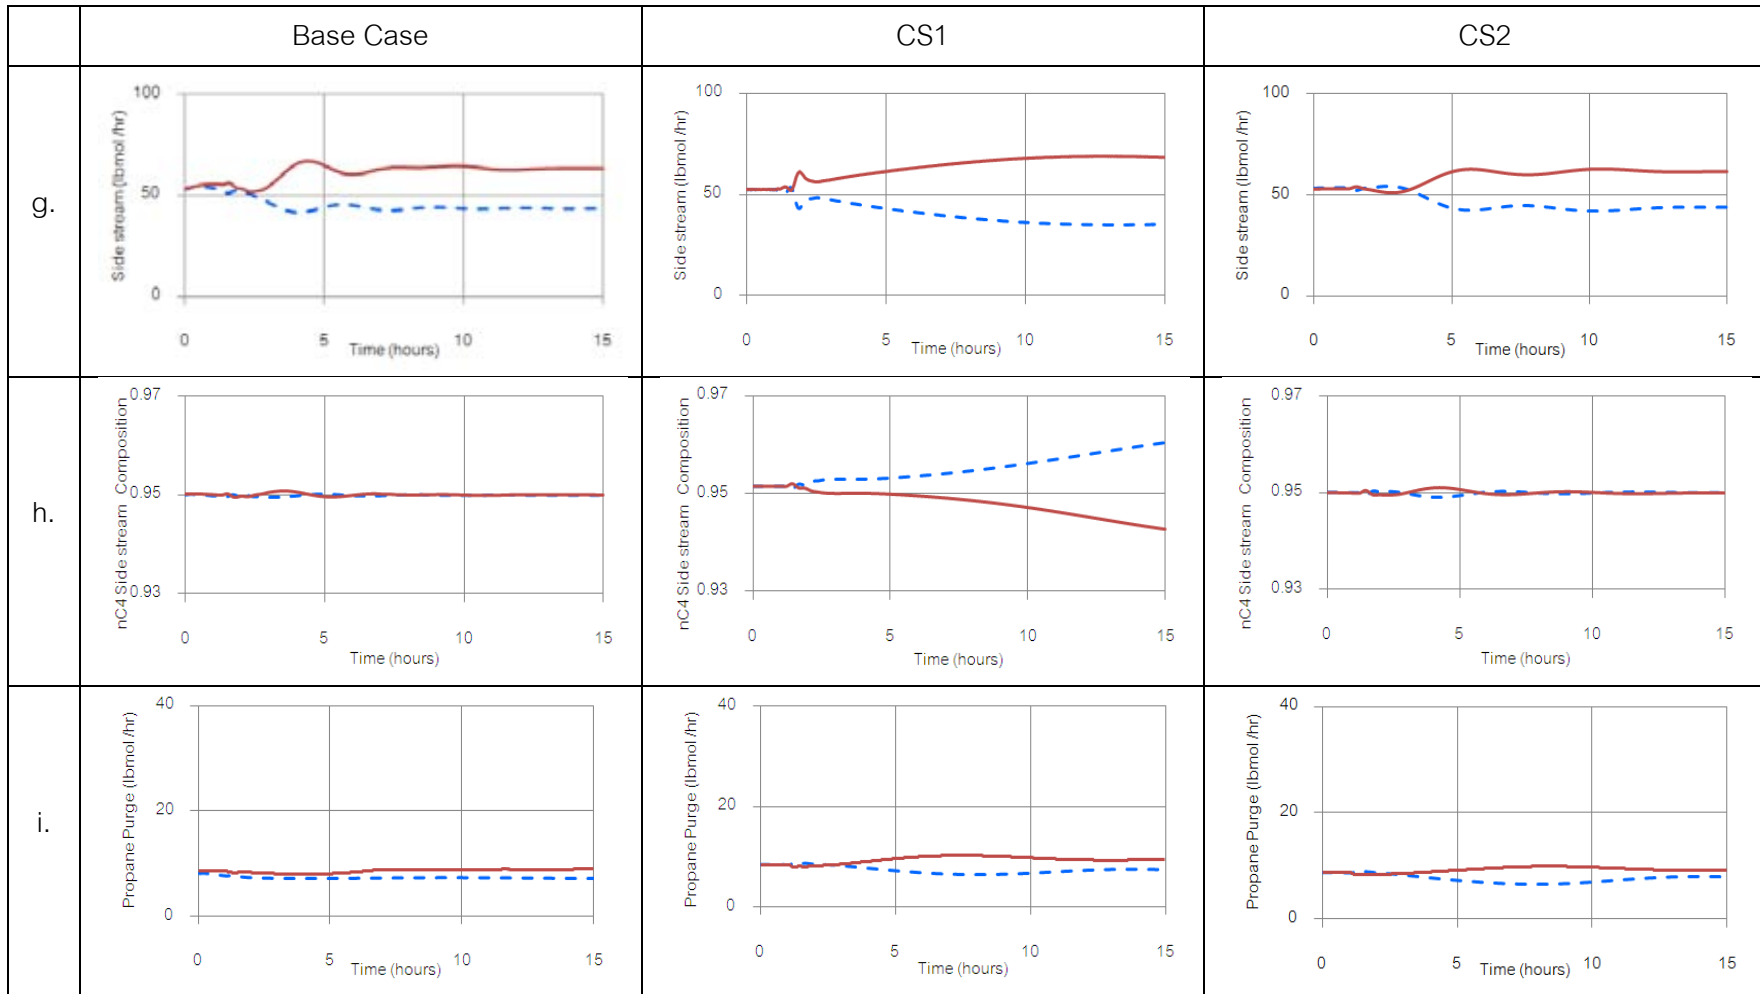 Base Case CS1 CS2
g.
Side stream (lbmol /hr)
100
50
0
0 5 10 15
Time (hours)
Side stream (lbmol /hr)
100
50
0
0 5 10 15
Time (hours)
Side stream (lbmol /hr)
100
50
0
0 5 10 15
Time (hours)
h.
nC4 Side stream Composition
0.97
0.95
0.93
0 5 10 15
Time (hours)
nC4 Side stream Composition
0.97
0.95
0.93
0 5 10 15
Time (hours)
nC4 Side stream Composition
0.97
0.95
0.93
0 5 10 15
Time (hours)
i.
Propane Purge (lbmol /hr)
40
20
0
0 5 10 15
Time (hours)
Propane Purge (lbmol /hr)
40
20
0
0 5 10 15
Time (hours)
Propane Purge (lbmol /hr)
40
20
0
0 5 10 15
Time (hours)